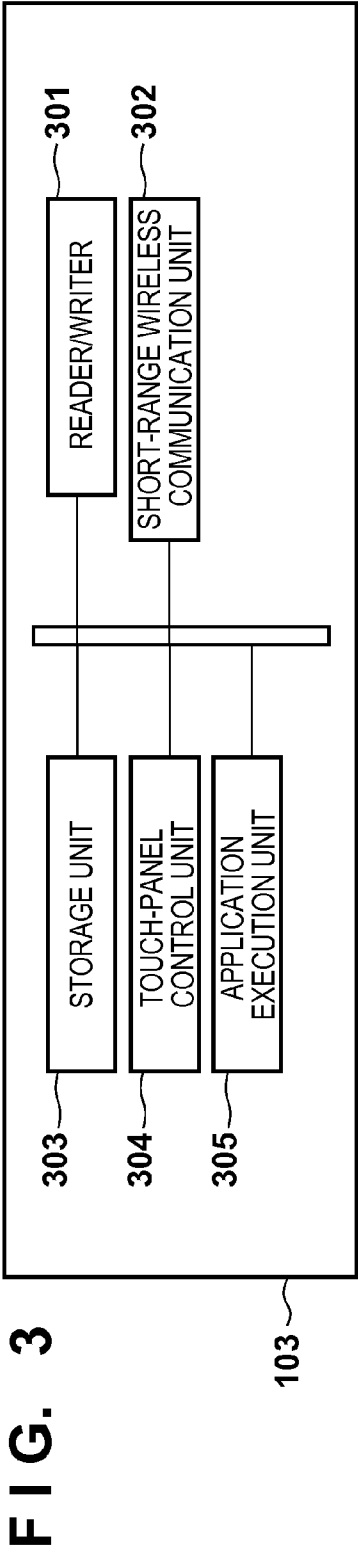 FIG. 3
303
STORAGE UNIT
READER/WRITER
301
304
TOUCH-PANEL
CONTROL UNIT
SHORT-RANGE WIRELESS
COMMUNICATION UNIT
302
305
APPLICATION
EXECUTION UNIT
103